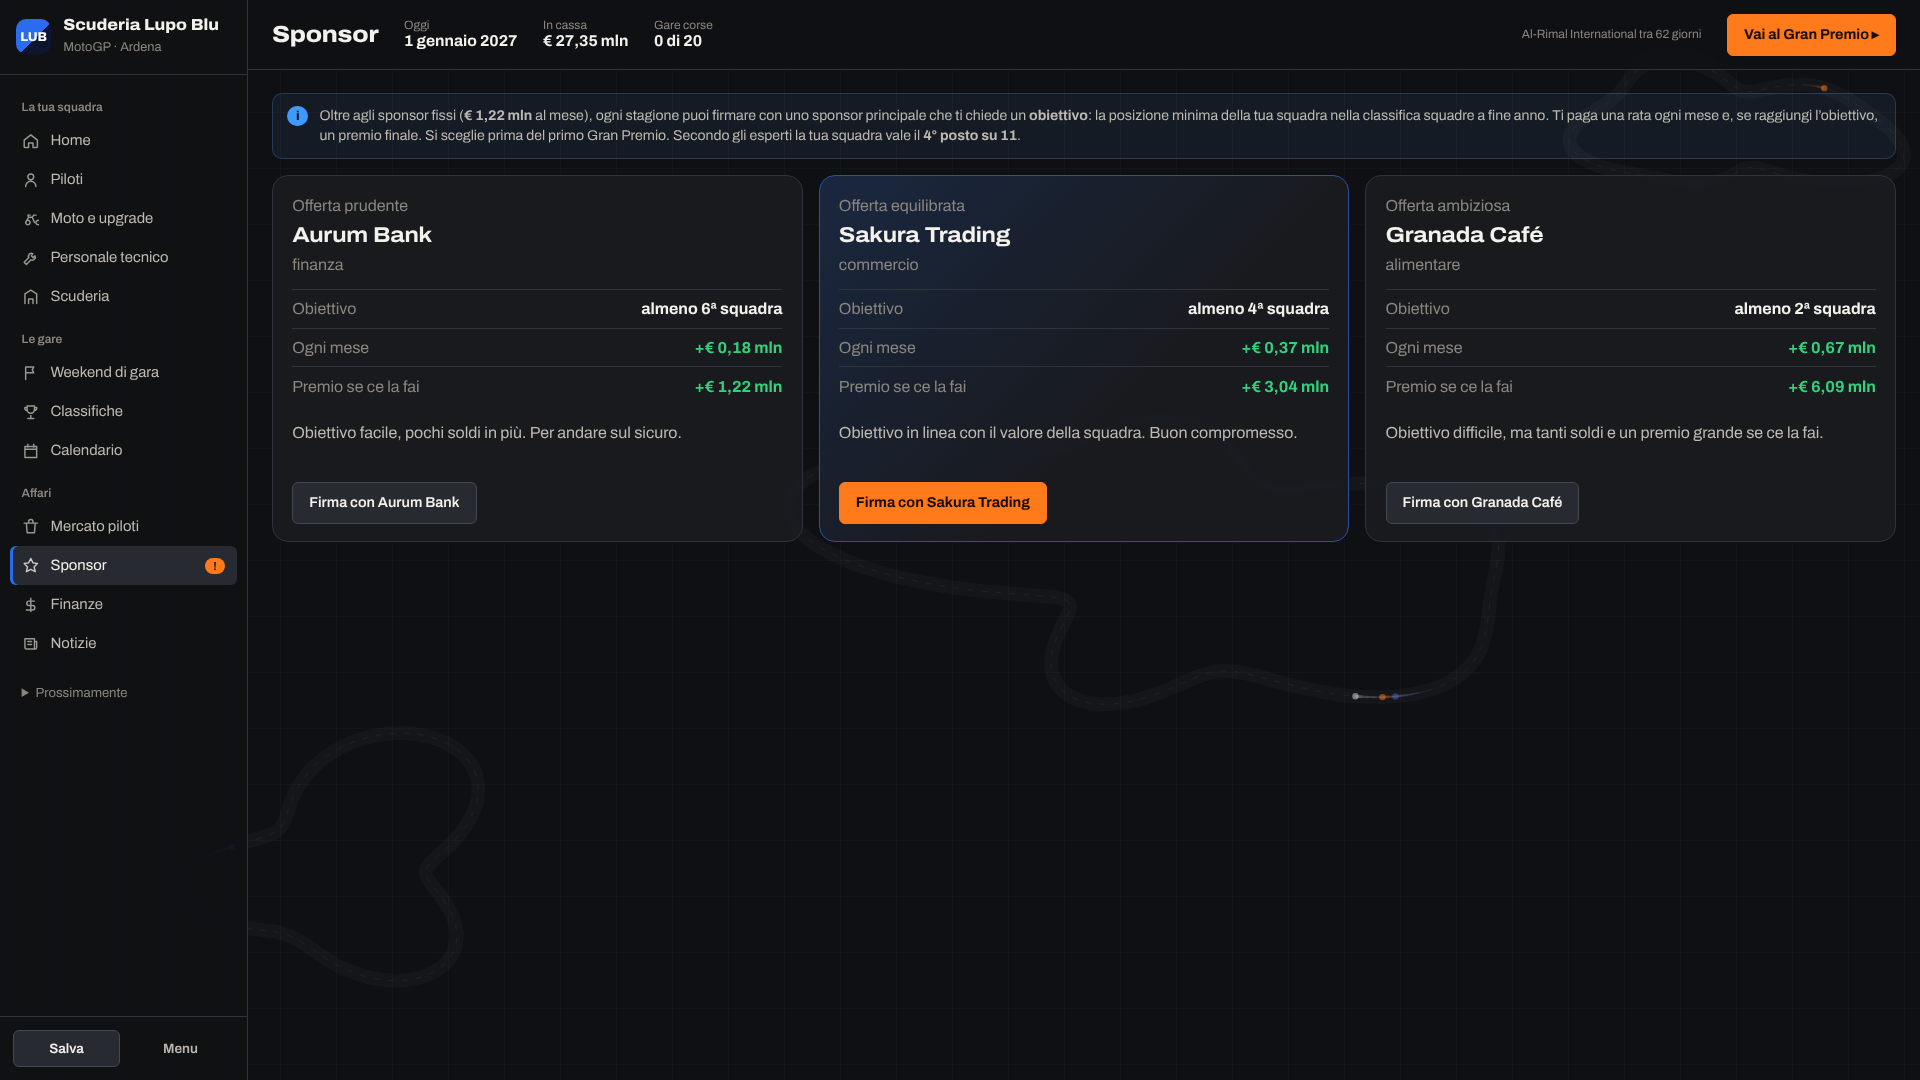 LUB
Scuderia Lupo Blu
MotoGP · Ardena
La tua squadra
Home
Piloti
Moto e upgrade
Personale tecnico
Scuderia
Le gare
Weekend di gara
Classifiche
Calendario
Affari
Mercato piloti
Sponsor
!
Finanze
Notizie
Prossimamente
Salva
Menu
Sponsor
Oggi
1 gennaio 2027
In cassa
€ 27,35 mln
Gare corse
0 di 20
Al-Rimal International tra 62 giorni
Vai al Gran Premio ▸
i
Oltre agli sponsor fissi (€ 1,22 mln al mese), ogni stagione puoi firmare con uno sponsor principale che ti chiede un obiettivo: la posizione minima della tua squadra nella classifica squadre a fine anno. Ti paga una rata ogni mese e, se raggiungi l'obiettivo,
un premio finale. Si sceglie prima del primo Gran Premio. Secondo gli esperti la tua squadra vale il 4° posto su 11.
Offerta prudente
Aurum Bank
finanza
Obiettivo almeno 6ª squadra
Ogni mese +€ 0,18 mln
Premio se ce la fai +€ 1,22 mln
Obiettivo facile, pochi soldi in più. Per andare sul sicuro.
Firma con Aurum Bank
Offerta equilibrata
Sakura Trading
commercio
Obiettivo almeno 4ª squadra
Ogni mese +€ 0,37 mln
Premio se ce la fai +€ 3,04 mln
Obiettivo in linea con il valore della squadra. Buon compromesso.
Firma con Sakura Trading
Offerta ambiziosa
Granada Café
alimentare
Obiettivo almeno 2ª squadra
Ogni mese +€ 0,67 mln
Premio se ce la fai +€ 6,09 mln
Obiettivo difficile, ma tanti soldi e un premio grande se ce la fai.
Firma con Granada Café